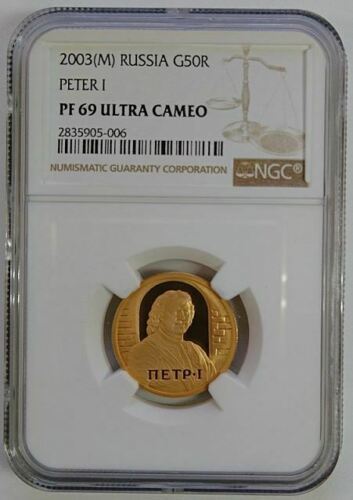 2003(M) RUSSIA G50R
PETER I
PF 69 ULTRA CAMEO
2835905-006
NUMISMATIC GUARANTY CORPORATION
NGC®
ПЕТР·I